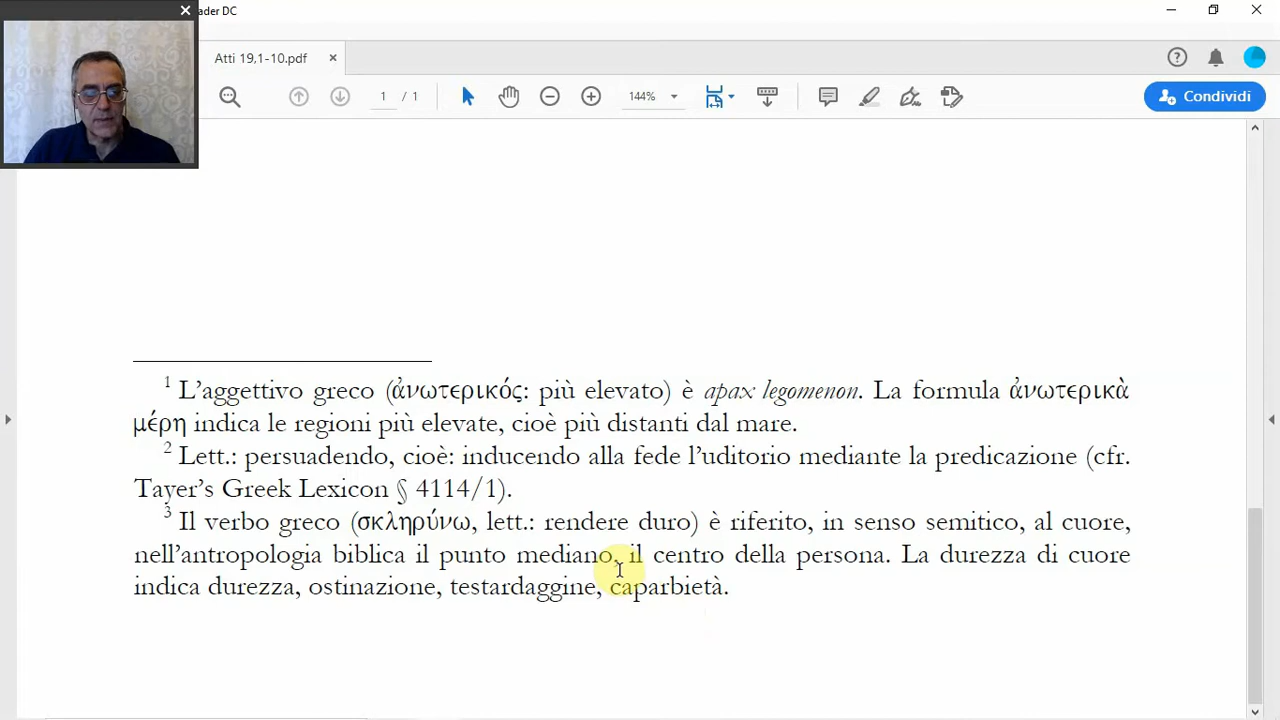 ader DC
Atti 19,1-10.pdf
1 / 1
144%
Condividi
1 L'aggettivo greco (ἀνωτερικός: più elevato) è apax legomenon. La formula ἀνωτερικὰ
μέρη indica le regioni più elevate, cioè più distanti dal mare.
2 Lett.: persuadendo, cioè: inducendo alla fede l'uditorio mediante la predicazione (cfr.
Tayer's Greek Lexicon § 4114/1).
3 Il verbo greco (σκληρύνω, lett.: rendere duro) è riferito, in senso semitico, al cuore,
nell'antropologia biblica il punto mediano, il centro della persona. La durezza di cuore
indica durezza, ostinazione, testardaggine, caparbietà.